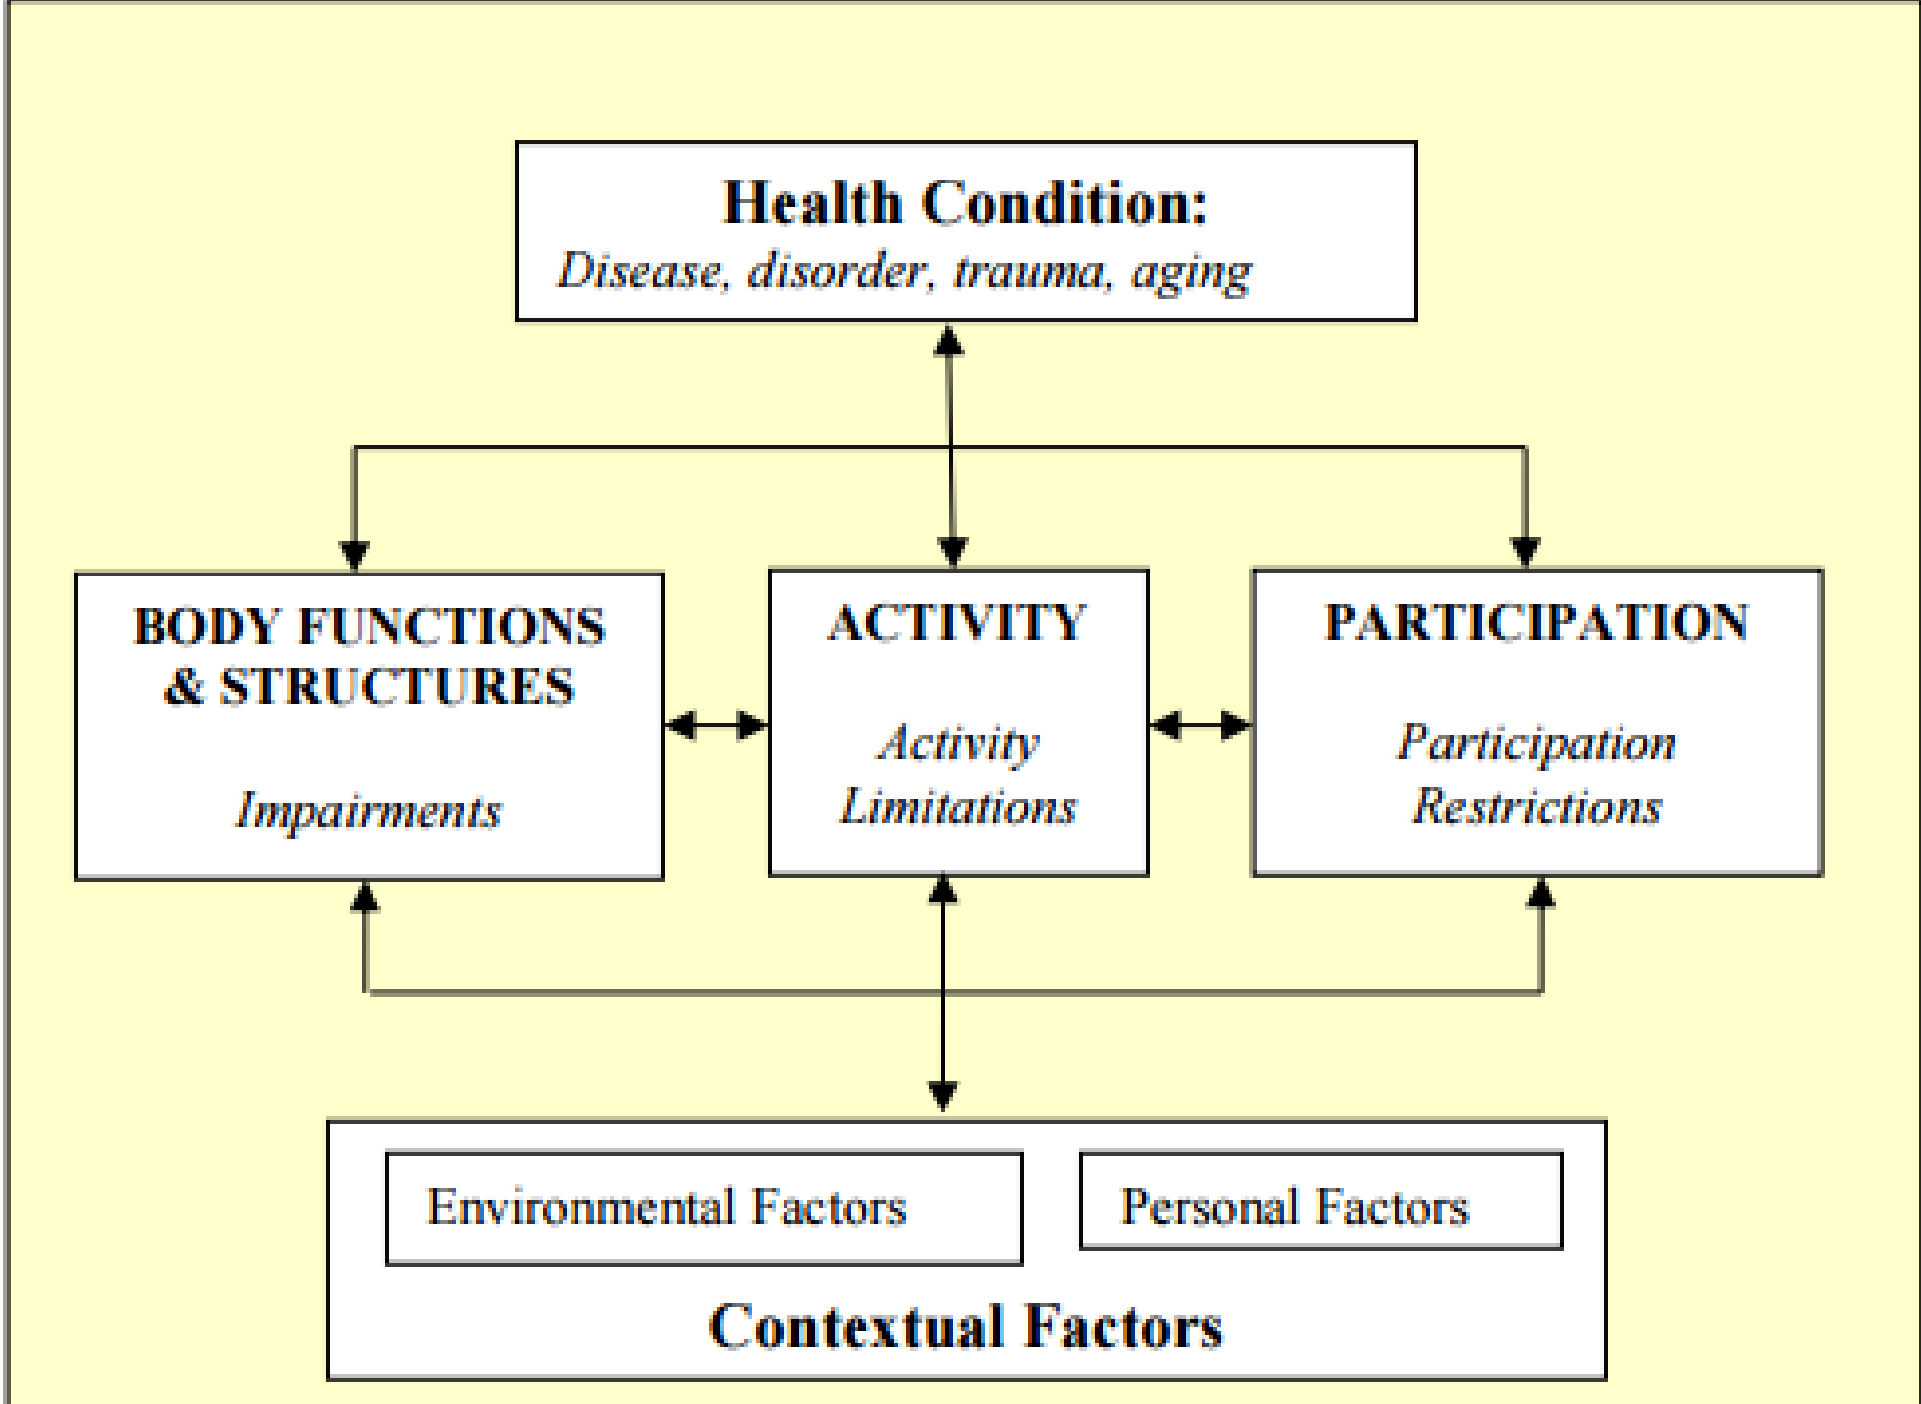 Health Condition:
Disease, disorder, trauma, aging
BODY FUNCTIONS
& STRUCTURES
Impairments
ACTIVITY
Activity
Limitations
PARTICIPATION
Participation
Restrictions
Environmental Factors
Personal Factors
Contextual Factors